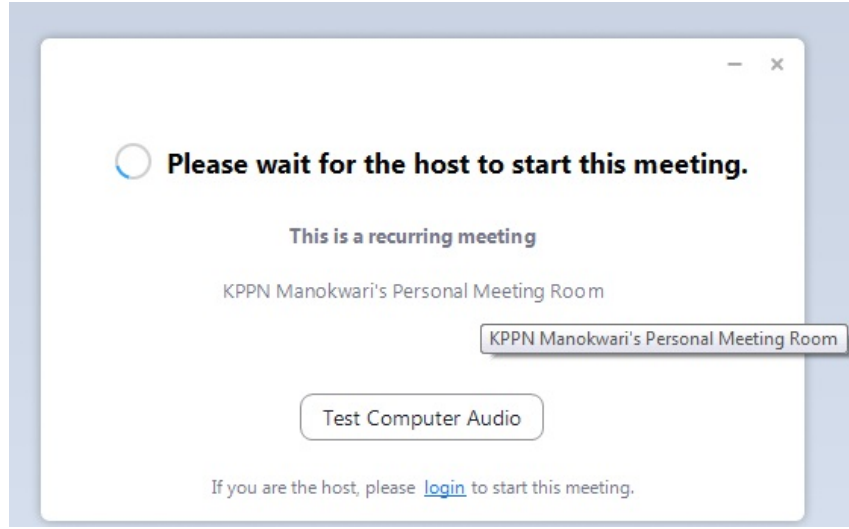 Please wait for the host to start this meeting.
This is a recurring meeting
KPPN Manokwari's Personal Meeting Room
KPPN Manokwari's Personal Meeting Room
Test Computer Audio
If you are the host, please login to start this meeting.